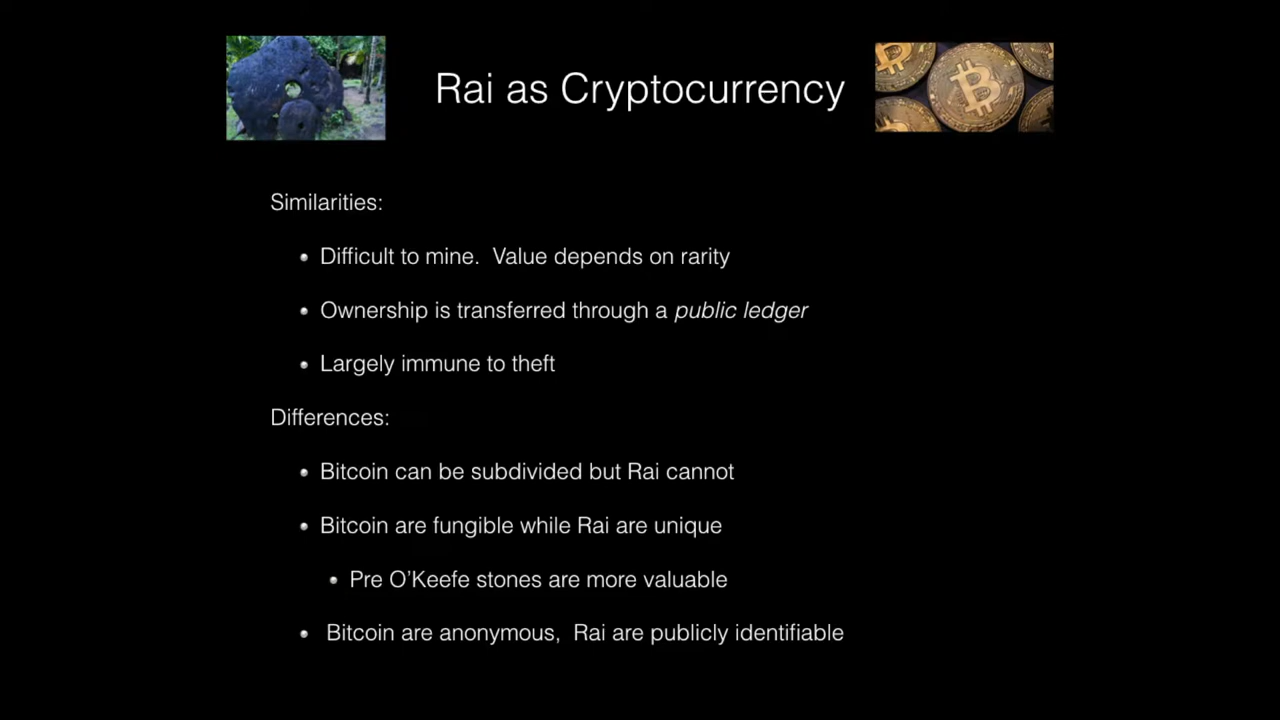 Rai as Cryptocurrency
Similarities:
Difficult to mine.  Value depends on rarity
Ownership is transferred through a public ledger
Largely immune to theft
Differences:
Bitcoin can be subdivided but Rai cannot
Bitcoin are fungible while Rai are unique
Pre O'Keefe stones are more valuable
Bitcoin are anonymous,  Rai are publicly identifiable